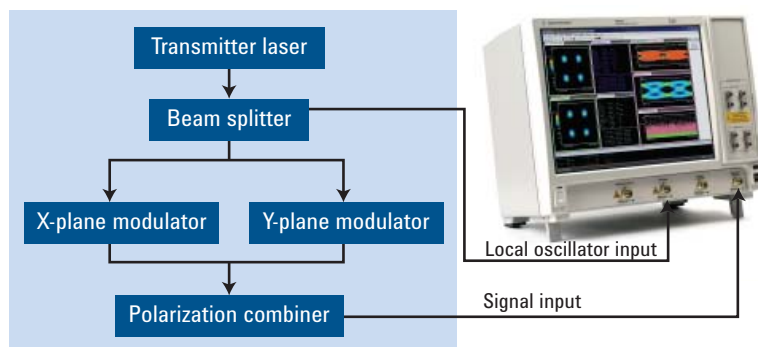 Transmitter laser
Beam splitter
X-plane modulator
Y-plane modulator
Local oscillator input
Polarization combiner
Signal input